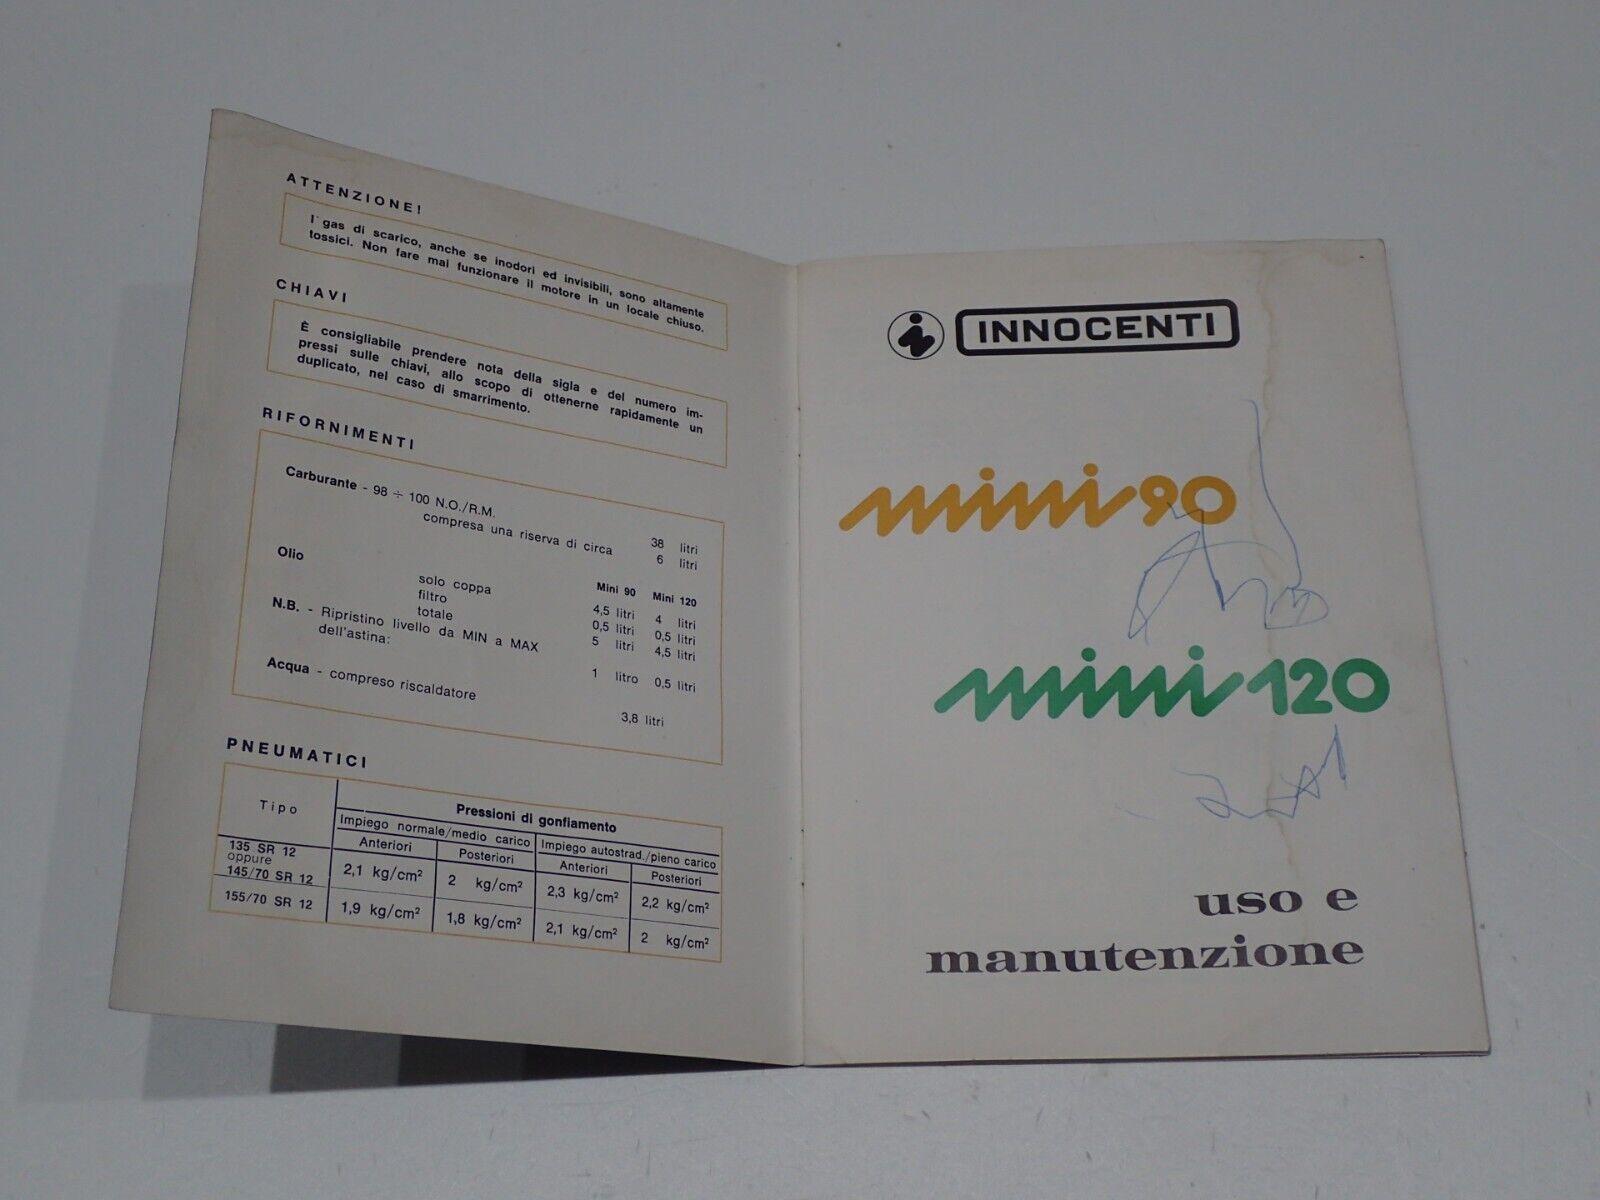 ATTENZIONE!
I gas di scarico, anche se inodori ed invisibili, sono altamente
tossici. Non fare mai funzionare il motore in un locale chiuso.
CHIAVI
È consigliabile prendere nota della sigla e del numero im-
pressi sulle chiavi, allo scopo di ottenerne rapidamente un
duplicato, nel caso di smarrimento.
RIFORNIMENTI
Carburante - 98 ÷ 100 N.O./R.M. 38 litri
compresa una riserva di circa 6 litri
Olio Mini 90 Mini 120
solo coppa 4,5 litri 4 litri
filtro 0,5 litri 0,5 litri
totale 5 litri 4,5 litri
N.B. - Ripristino livello da MIN a MAX
dell'astina: 1 litro 0,5 litri
Acqua - compreso riscaldatore 3,8 litri
PNEUMATICI
Tipo Pressioni di gonfiamento
Impiego normale/medio carico Impiego autostrad./pieno carico
Anteriori Posteriori Anteriori Posteriori
135 SR 12
oppure
145/70 SR 12 2,1 kg/cm² 2 kg/cm² 2,3 kg/cm² 2,2 kg/cm²
155/70 SR 12 1,9 kg/cm² 1,8 kg/cm² 2,1 kg/cm² 2 kg/cm²
i INNOCENTI
mini 90
mini 120
uso e
manutenzione